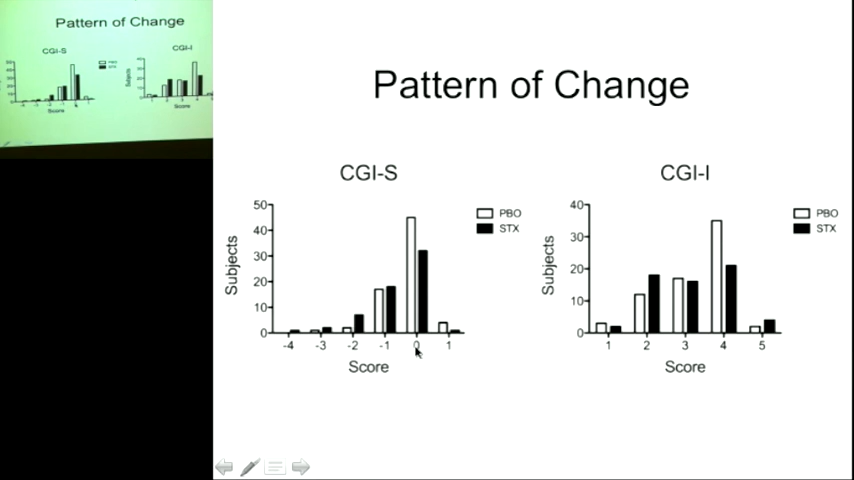 Pattern of Change
CGI-S
CGI-I
Score
Score
Pattern of Change
CGI-S
50
40
30
20
10
0
Subjects
-4 -3 -2 -1 0 1
Score
PBO
STX
CGI-I
40
30
20
10
0
Subjects
1 2 3 4 5
Score
PBO
STX